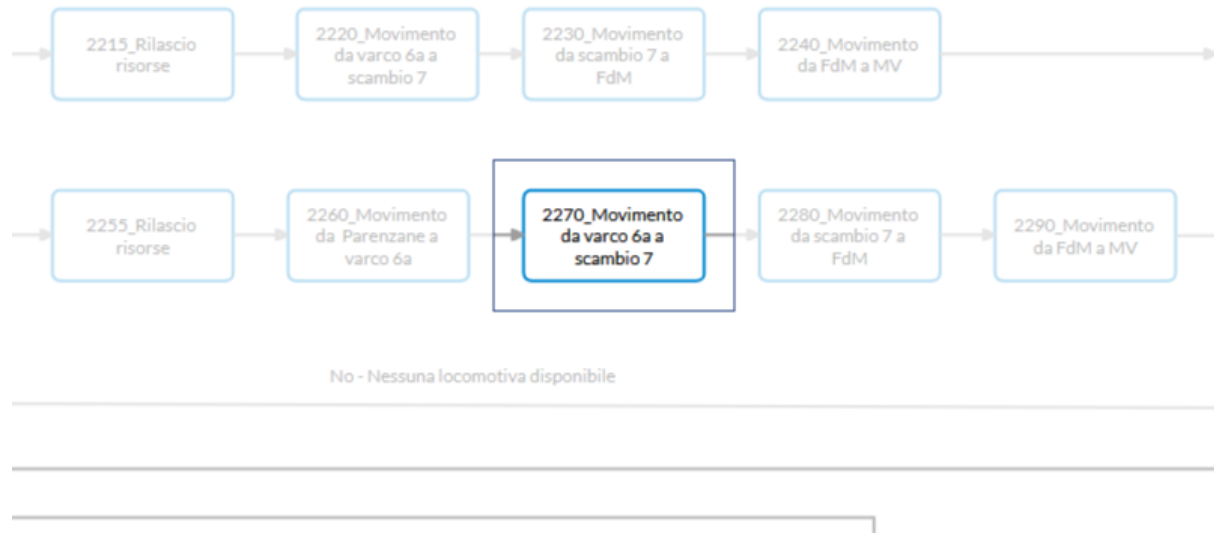 2215_Rilascio
risorse
2220_Movimento
da varco 6a a
scambio 7
2230_Movimento
da scambio 7 a
FdM
2240_Movimento
da FdM a MV
2255_Rilascio
risorse
2260_Movimento
da Parenzane a
varco 6a
2270_Movimento
da varco 6a a
scambio 7
2280_Movimento
da scambio 7 a
FdM
2290_Movimento
da FdM a MV
No - Nessuna locomotiva disponibile